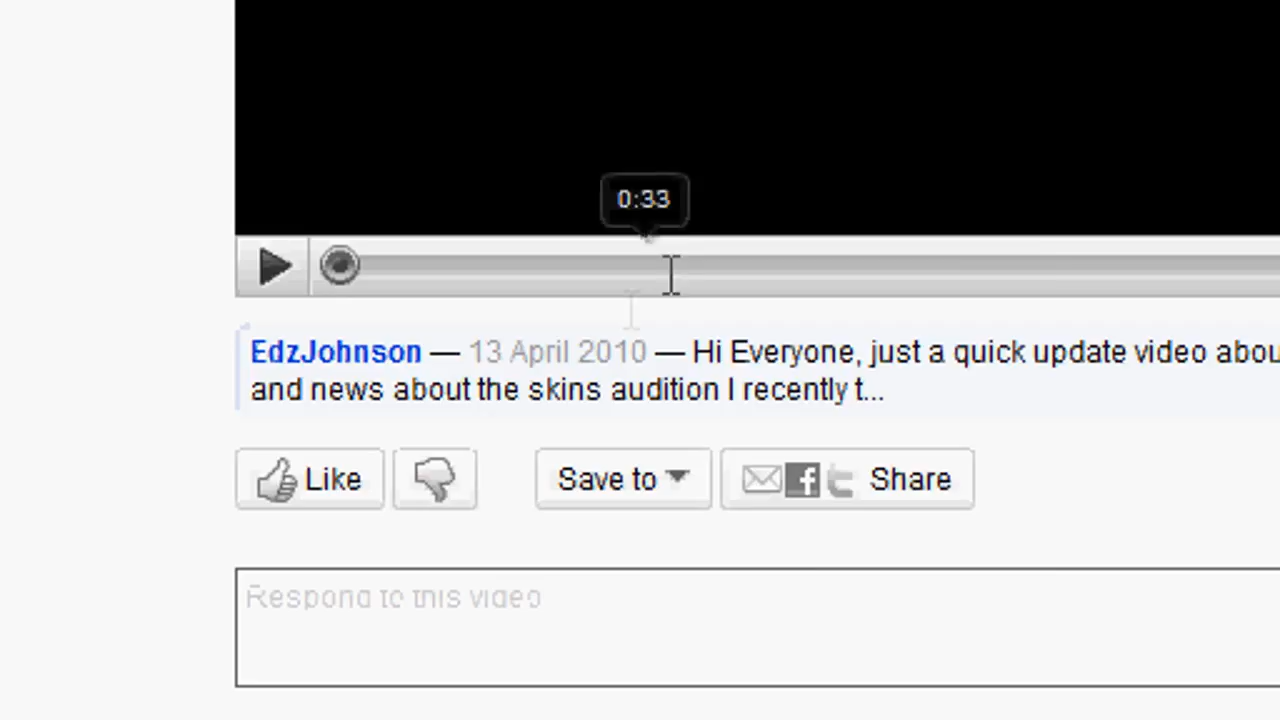 0:33
EdzJohnson — 13 April 2010 — Hi Everyone, just a quick update video
and news about the skins audition I recently t...
Like
Save to
Share
Respond to this video